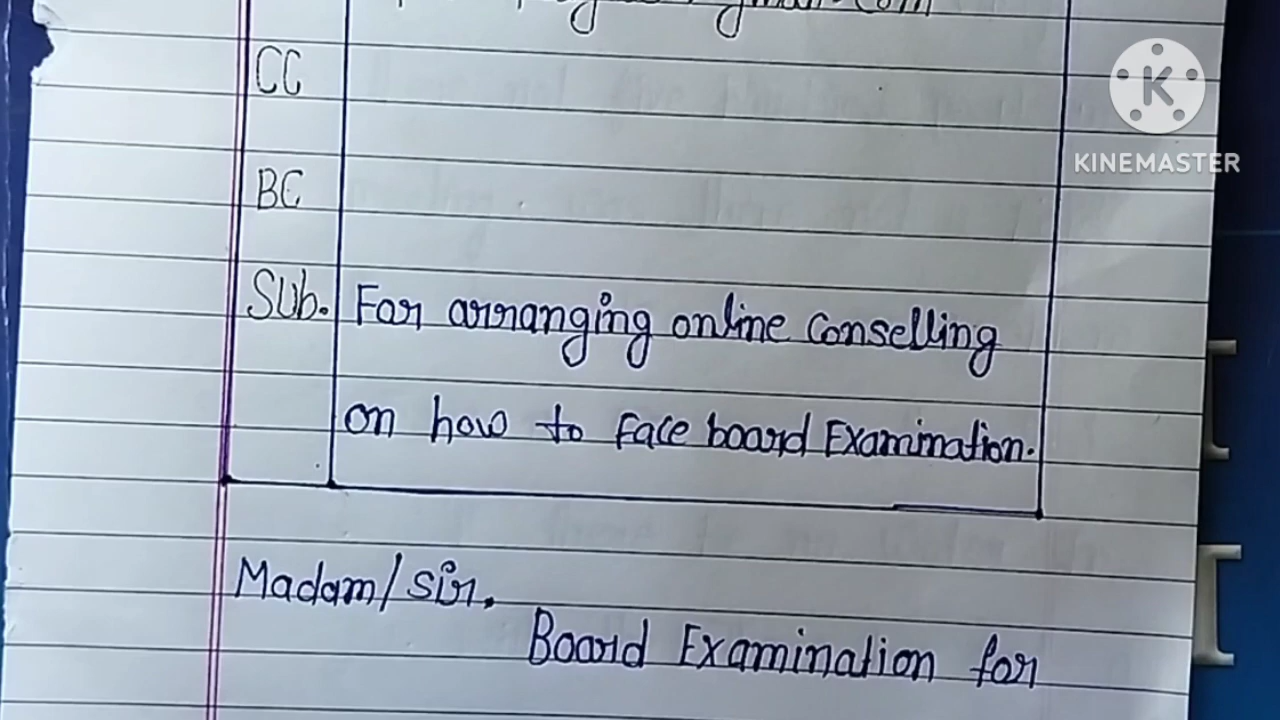 CC
K
KINEMASTER
BC
Sub. For arranging online Conselling
on how to Face board Examination.
Madam/Sir,
Board Examination for